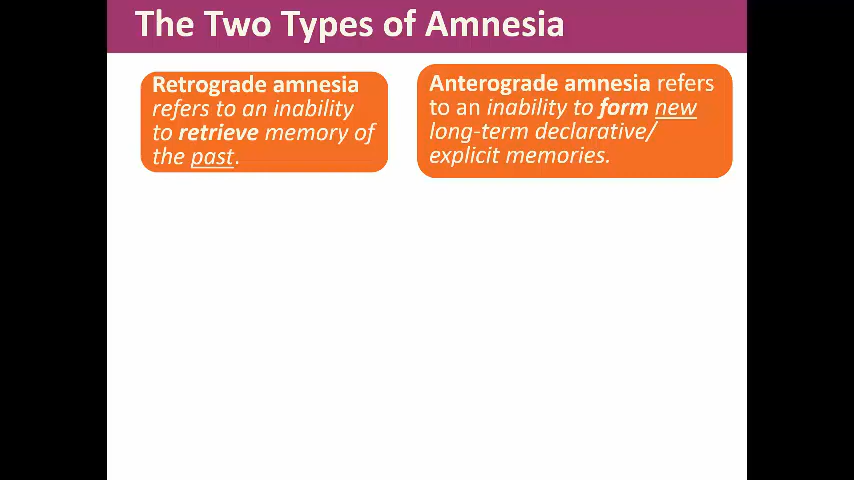 The Two Types of Amnesia
Retrograde amnesia
refers to an inability
to retrieve memory of
the past.
Anterograde amnesia refers
to an inability to form new
long-term declarative/
explicit memories.